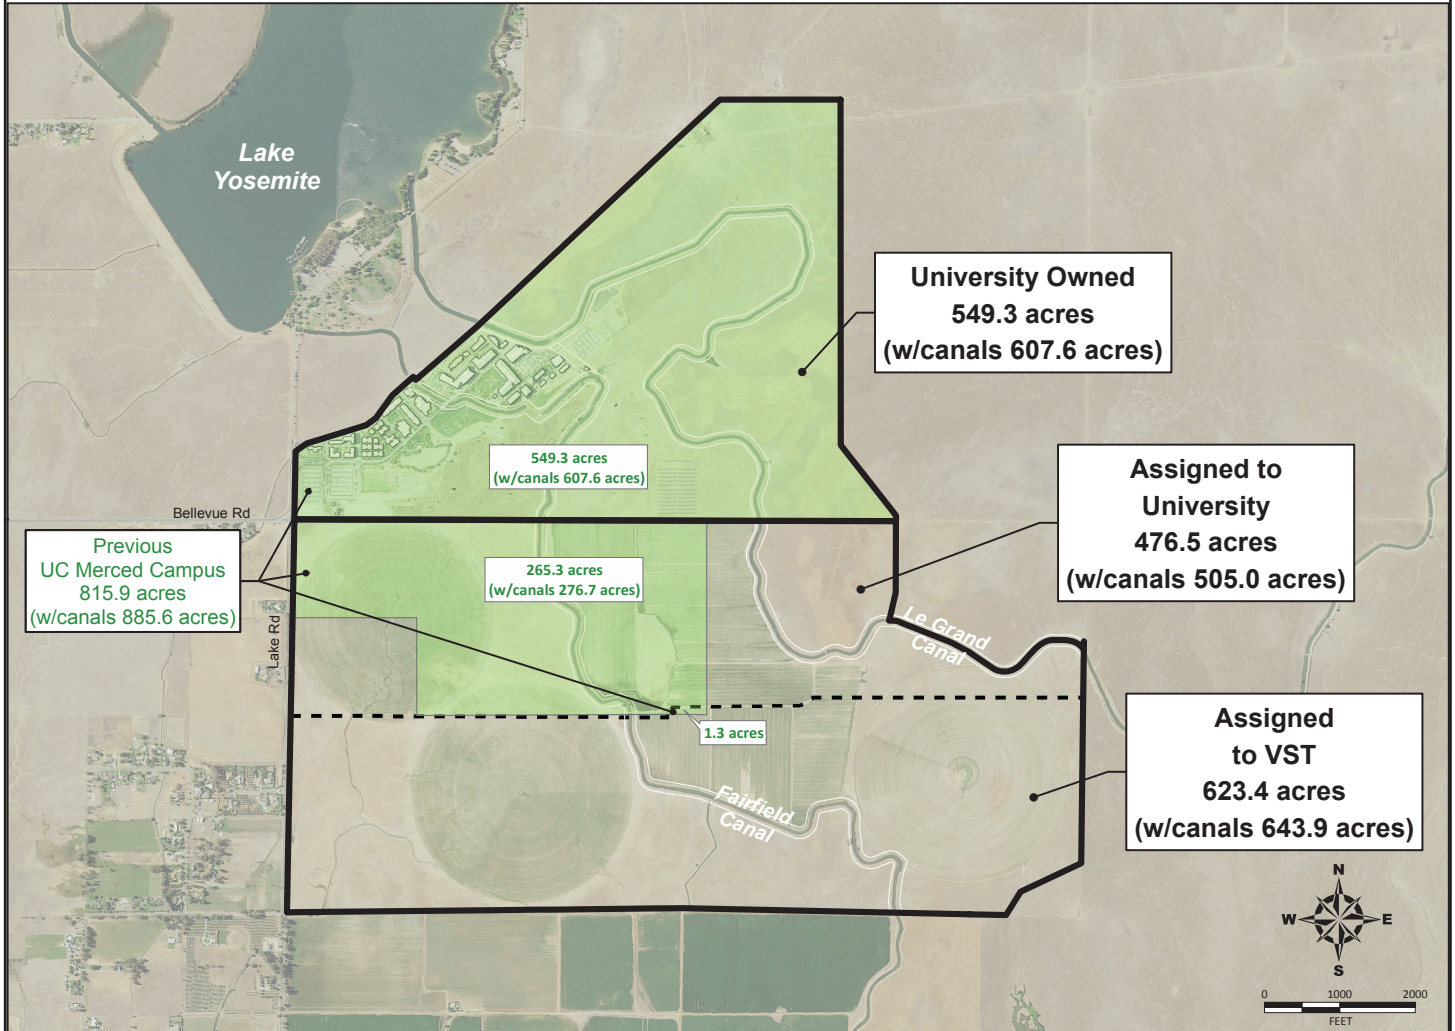 Lake
Yosemite
University Owned
549.3 acres
(w/canals 607.6 acres)
549.3 acres
(w/canals 607.6 acres)
Assigned to
University
476.5 acres
(w/canals 505.0 acres)
Bellevue Rd
Previous
UC Merced Campus
815.9 acres
(w/canals 885.6 acres)
265.3 acres
(w/canals 276.7 acres)
Lake Rd
Le Grand
Canal
1.3 acres
Assigned
to VST
623.4 acres
(w/canals 643.9 acres)
Fairfield
Canal
N
W
E
S
0 1000 2000
FEET